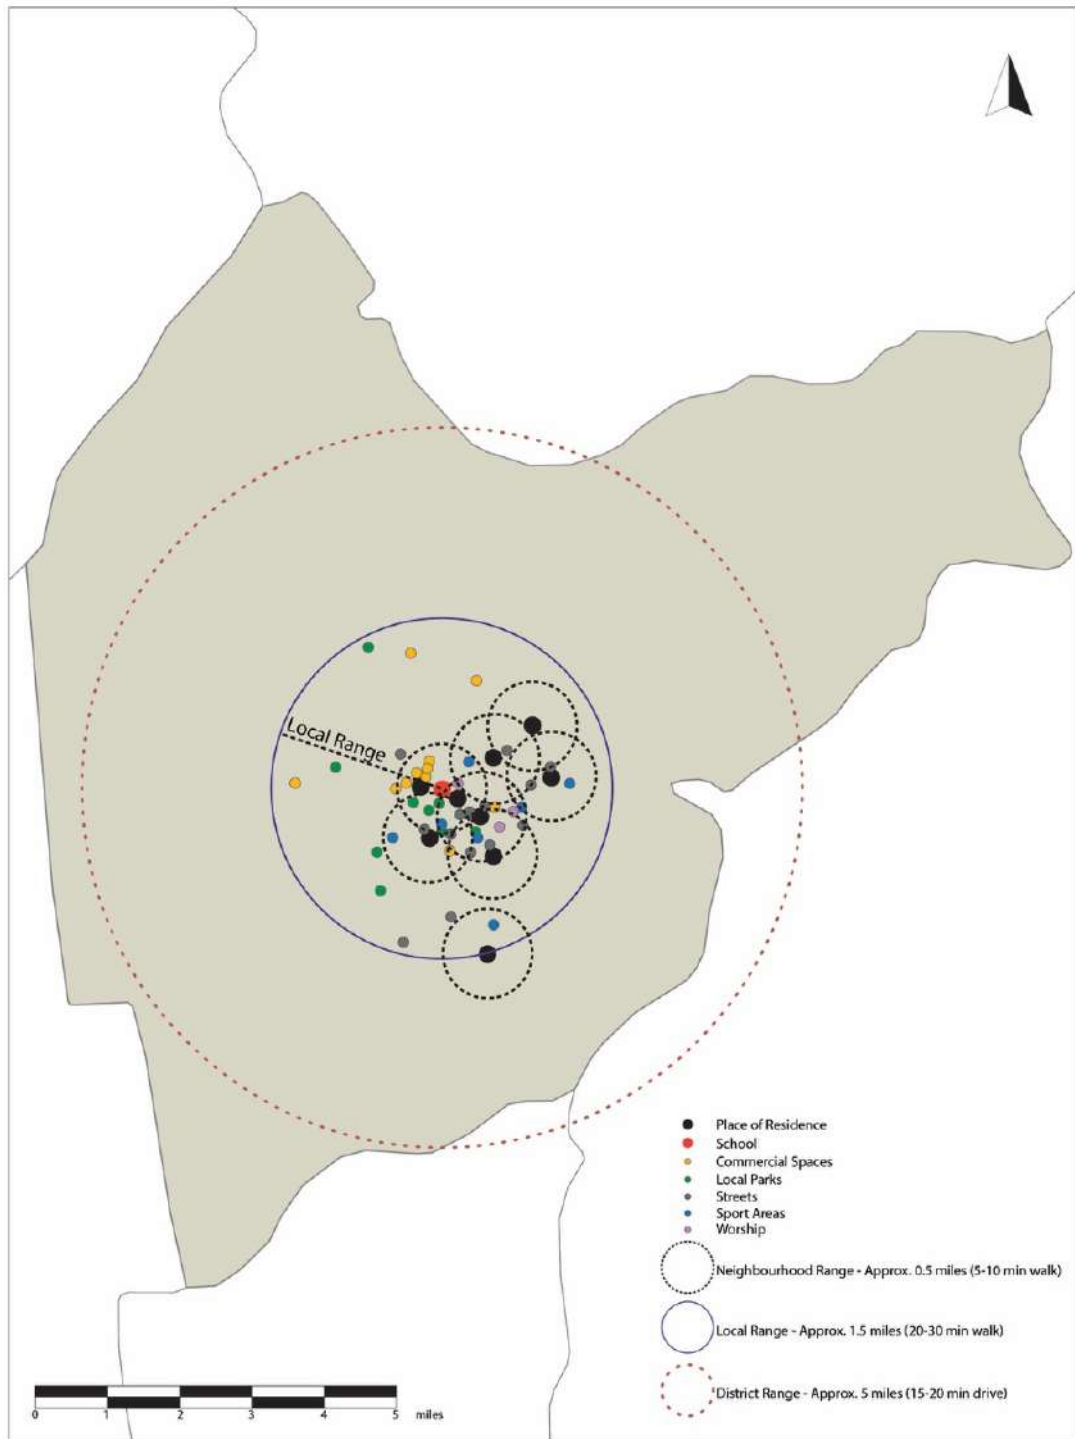 Local Range
Place of Residence
School
Commercial Spaces
Local Parks
Streets
Sport Areas
Worship
Neighbourhood Range - Approx. 0.5 miles (5-10 min walk)
Local Range - Approx. 1.5 miles (20-30 min walk)
District Range - Approx. 5 miles (15-20 min drive)
0 1 2 3 4 5 miles